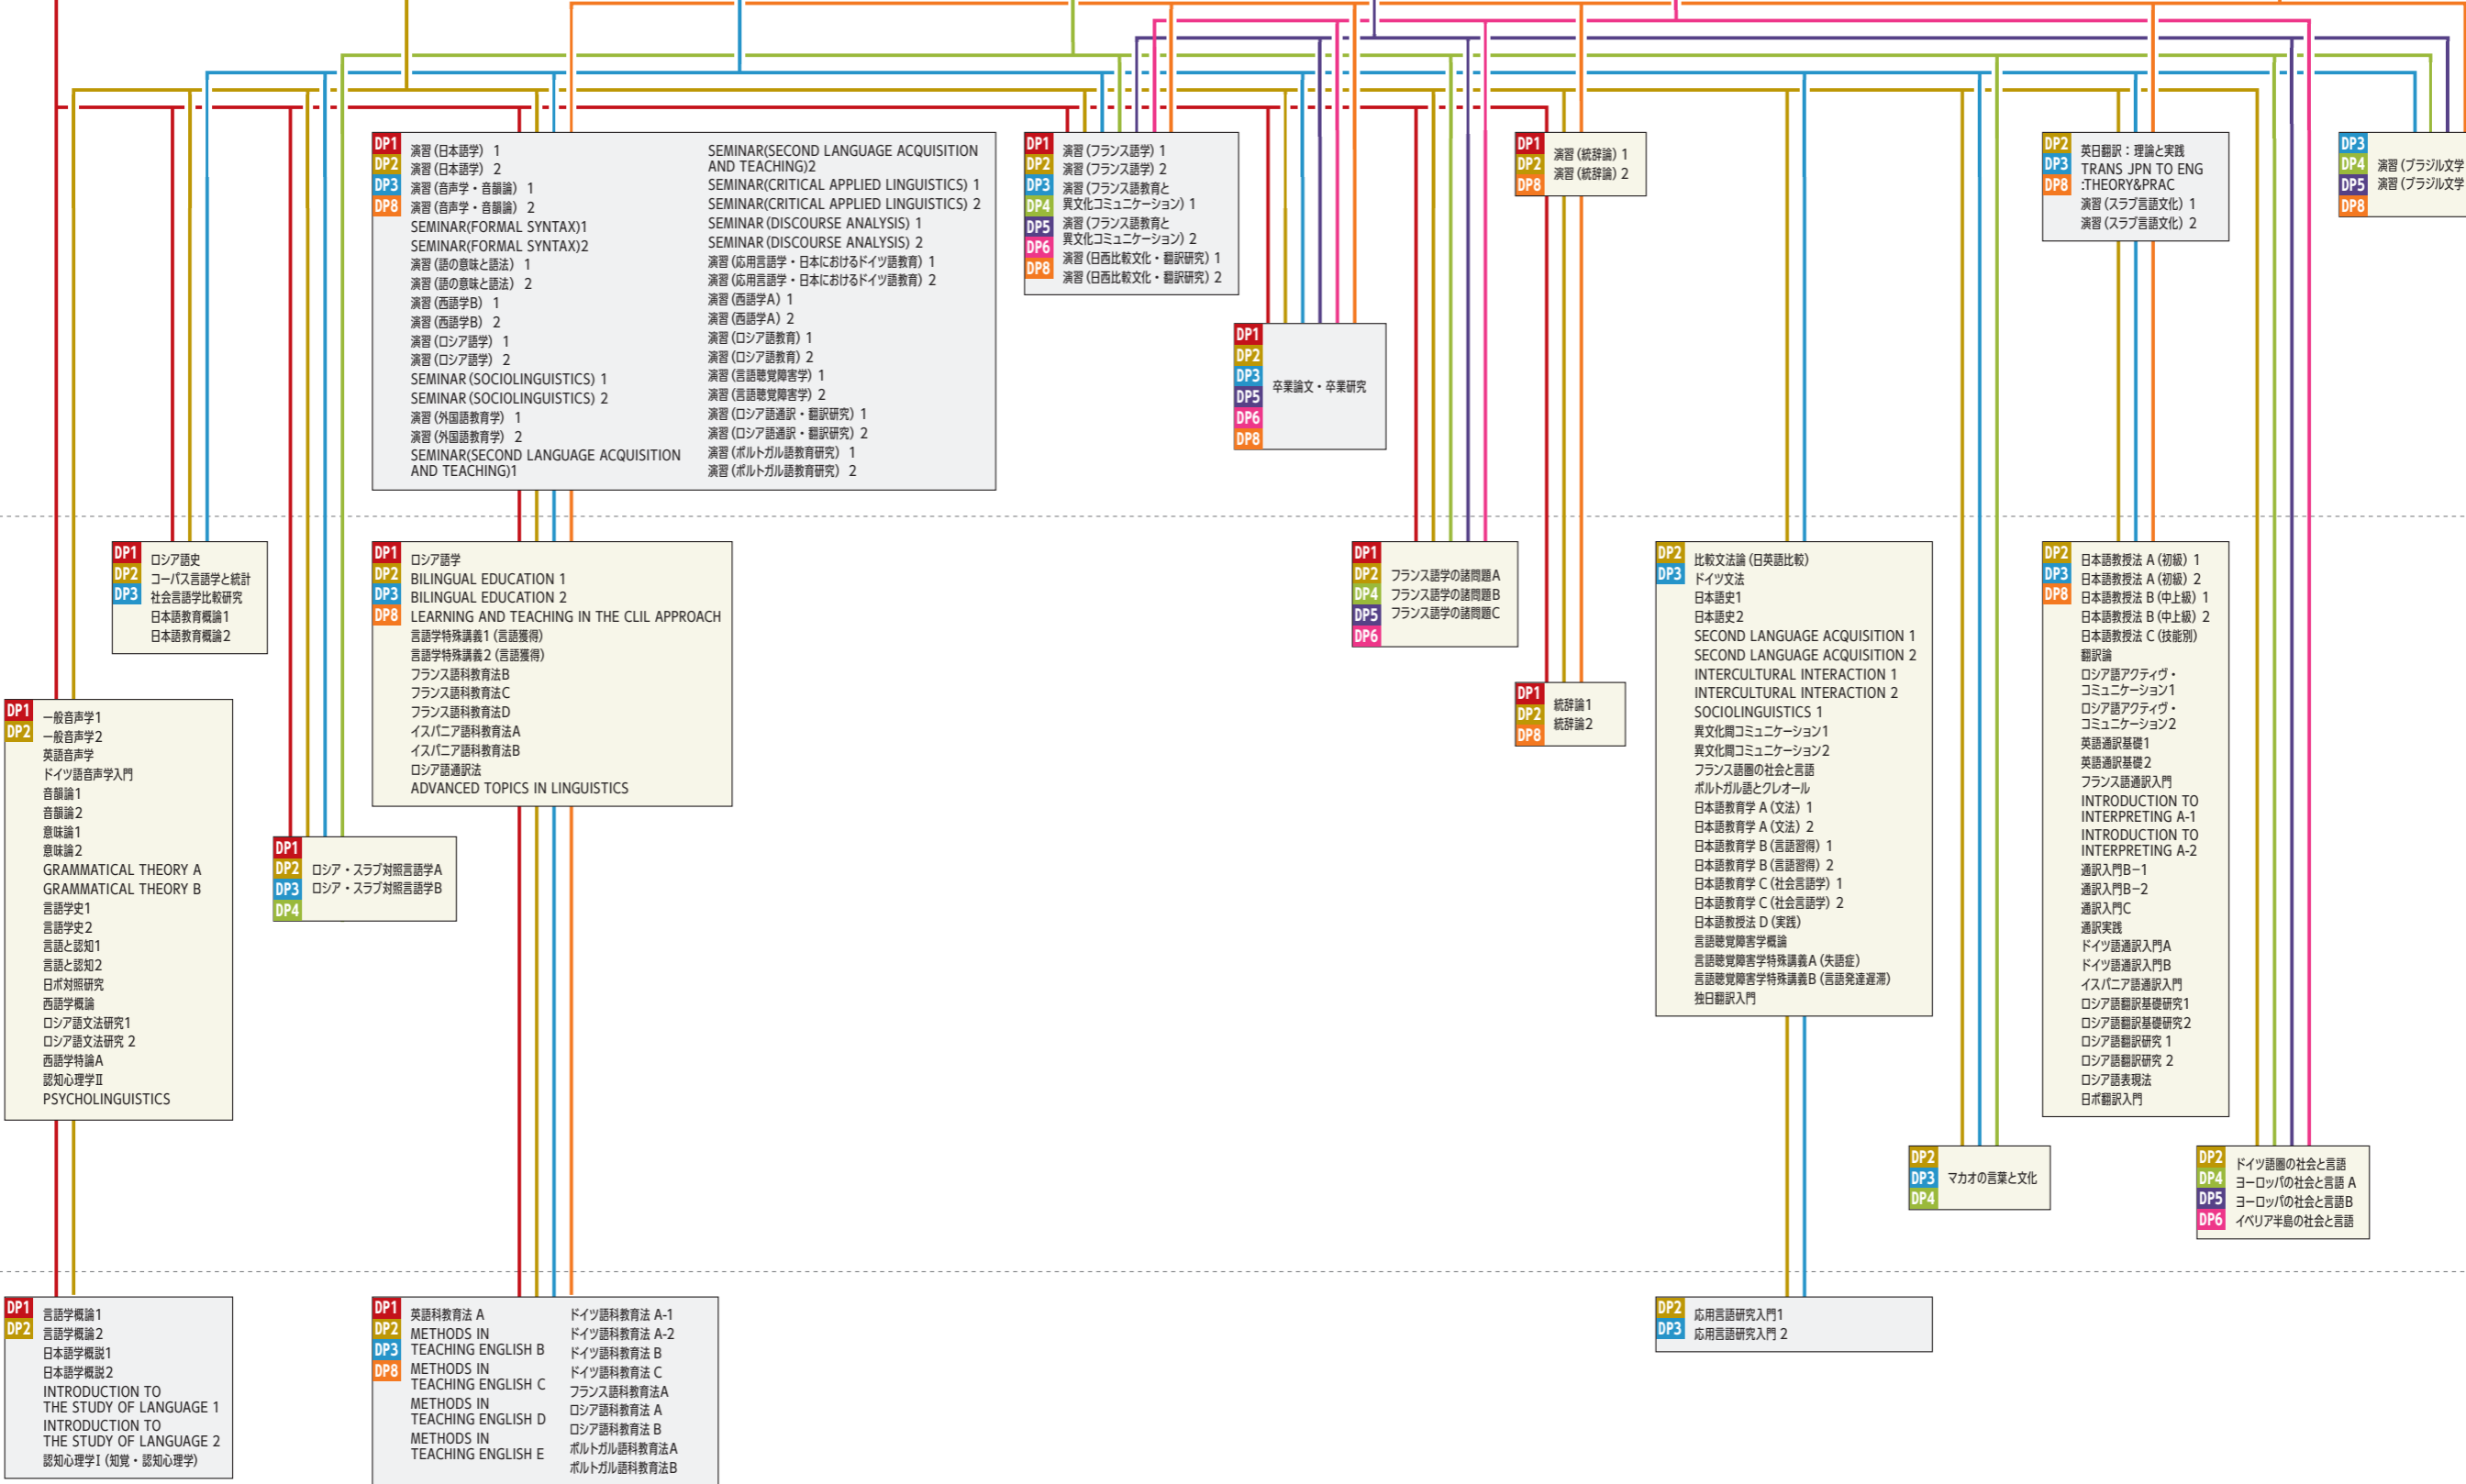 DP1
DP2
DP3
DP8
演習(日本語学) 1
演習(日本語学) 2
演習(音声学・音韻論) 1
演習(音声学・音韻論) 2
SEMINAR(FORMAL SYNTAX)1
SEMINAR(FORMAL SYNTAX)2
演習(語の意味と語法) 1
演習(語の意味と語法) 2
演習(西語学B) 1
演習(西語学B) 2
演習(ロシア語学) 1
演習(ロシア語学) 2
SEMINAR(SOCIOLINGUISTICS) 1
SEMINAR(SOCIOLINGUISTICS) 2
演習(外国語教育学) 1
演習(外国語教育学) 2
SEMINAR(SECOND LANGUAGE ACQUISITION
AND TEACHING)1
SEMINAR(SECOND LANGUAGE ACQUISITION
AND TEACHING)2
SEMINAR(CRITICAL APPLIED LINGUISTICS) 1
SEMINAR(CRITICAL APPLIED LINGUISTICS) 2
SEMINAR(DISCOURSE ANALYSIS) 1
SEMINAR(DISCOURSE ANALYSIS) 2
演習(応用言語学・日本におけるドイツ語教育) 1
演習(応用言語学・日本におけるドイツ語教育) 2
演習(西語学A) 1
演習(西語学A) 2
演習(ロシア語教育) 1
演習(ロシア語教育) 2
演習(言語聴覚障害学) 1
演習(言語聴覚障害学) 2
演習(ロシア語通訳・翻訳研究) 1
演習(ロシア語通訳・翻訳研究) 2
演習(ポルトガル語教育研究) 1
演習(ポルトガル語教育研究) 2
DP1
DP2
DP3
DP4
DP5
DP6
DP8
演習(フランス語学) 1
演習(フランス語学) 2
演習(フランス語教育と
異文化コミュニケーション) 1
演習(フランス語教育と
異文化コミュニケーション) 2
演習(日西比較文化・翻訳研究) 1
演習(日西比較文化・翻訳研究) 2
DP1
DP2
DP8
演習(統辞論) 1
演習(統辞論) 2
DP2
DP3
DP8
英日翻訳：理論と実践
TRANS JPN TO ENG
:THEORY&PRAC
演習(スラブ言語文化) 1
演習(スラブ言語文化) 2
DP3
DP4
DP5
DP8
演習(ブラジル文学
演習(ブラジル文学
DP1
DP2
DP3
DP5
DP6
DP8
卒業論文・卒業研究
DP1
DP2
DP3
ロシア語史
コーパス言語学と統計
社会言語学比較研究
日本語教育概論1
日本語教育概論2
DP1
DP2
DP3
DP8
ロシア語学
BILINGUAL EDUCATION 1
BILINGUAL EDUCATION 2
LEARNING AND TEACHING IN THE CLIL APPROACH
言語学特殊講義1(言語獲得)
言語学特殊講義2(言語獲得)
フランス語科教育法B
フランス語科教育法C
フランス語科教育法D
イスパニア語科教育法A
イスパニア語科教育法B
ロシア語通訳法
ADVANCED TOPICS IN LINGUISTICS
DP1
DP2
DP4
DP5
DP6
フランス語学の諸問題A
フランス語学の諸問題B
フランス語学の諸問題C
DP2
DP3
比較文法論(日英語比較)
ドイツ文法
日本語史1
日本語史2
SECOND LANGUAGE ACQUISITION 1
SECOND LANGUAGE ACQUISITION 2
INTERCULTURAL INTERACTION 1
INTERCULTURAL INTERACTION 2
SOCIOLINGUISTICS 1
異文化間コミュニケーション1
異文化間コミュニケーション2
フランス語圏の社会と言語
ポルトガル語とクレオール
日本語教育学 A(文法) 1
日本語教育学 A(文法) 2
日本語教育学 B(言語習得) 1
日本語教育学 B(言語習得) 2
日本語教育学 C(社会言語学) 1
日本語教育学 C(社会言語学) 2
日本語教授法 D(実践)
言語聴覚障害学概論
言語聴覚障害学特殊講義A(失語症)
言語聴覚障害学特殊講義B(言語発達遅滞)
独日翻訳入門
DP2
DP3
DP8
日本語教授法 A(初級) 1
日本語教授法 A(初級) 2
日本語教授法 B(中上級) 1
日本語教授法 B(中上級) 2
日本語教授法 C(技能別)
翻訳論
ロシア語アクティヴ・
コミュニケーション1
ロシア語アクティヴ・
コミュニケーション2
英語通訳基礎1
英語通訳基礎2
フランス語通訳入門
INTRODUCTION TO
INTERPRETING A-1
INTRODUCTION TO
INTERPRETING A-2
通訳入門B−1
通訳入門B−2
通訳入門C
通訳実践
ドイツ語通訳入門A
ドイツ語通訳入門B
イスパニア語通訳入門
ロシア語翻訳基礎研究1
ロシア語翻訳基礎研究2
ロシア語翻訳研究 1
ロシア語翻訳研究 2
ロシア語表現法
日ポ翻訳入門
DP1
DP2
DP8
統辞論1
統辞論2
DP1
DP2
一般音声学1
一般音声学2
英語音声学
ドイツ語音声学入門
音韻論1
音韻論2
意味論1
意味論2
GRAMMATICAL THEORY A
GRAMMATICAL THEORY B
言語学史1
言語学史2
言語と認知1
言語と認知2
日ポ対照研究
西語学概論
ロシア語文法研究1
ロシア語文法研究 2
西語学特論A
認知心理学Ⅱ
PSYCHOLINGUISTICS
DP1
DP2
DP3
DP4
ロシア・スラブ対照言語学A
ロシア・スラブ対照言語学B
DP2
DP3
DP4
マカオの言葉と文化
DP2
DP4
DP5
DP6
ドイツ語圏の社会と言語
ヨーロッパの社会と言語 A
ヨーロッパの社会と言語B
イベリア半島の社会と言語
DP1
DP2
言語学概論1
言語学概論2
日本語学概説1
日本語学概説2
INTRODUCTION TO
THE STUDY OF LANGUAGE 1
INTRODUCTION TO
THE STUDY OF LANGUAGE 2
認知心理学Ⅰ(知覚・認知心理学)
DP1
DP2
DP3
DP8
英語科教育法 A
METHODS IN
TEACHING ENGLISH B
METHODS IN
TEACHING ENGLISH C
METHODS IN
TEACHING ENGLISH D
METHODS IN
TEACHING ENGLISH E
ドイツ語科教育法 A-1
ドイツ語科教育法 A-2
ドイツ語科教育法 B
ドイツ語科教育法 C
フランス語科教育法A
ロシア語科教育法 A
ロシア語科教育法 B
ポルトガル語科教育法A
ポルトガル語科教育法B
DP2
DP3
応用言語研究入門1
応用言語研究入門 2